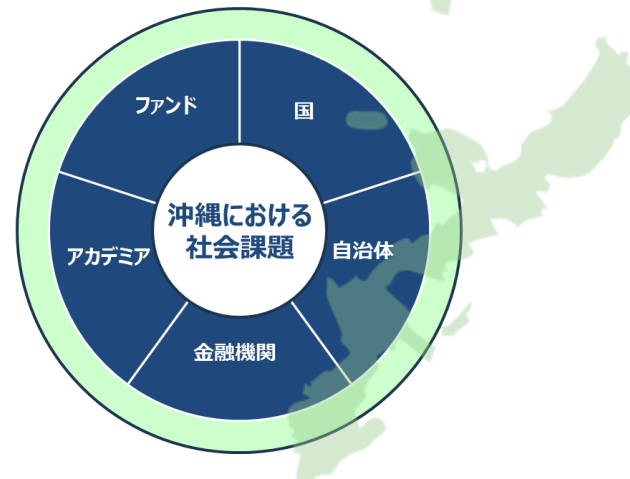 ファンド
国
沖縄における
社会課題
アカデミア
自治体
金融機関